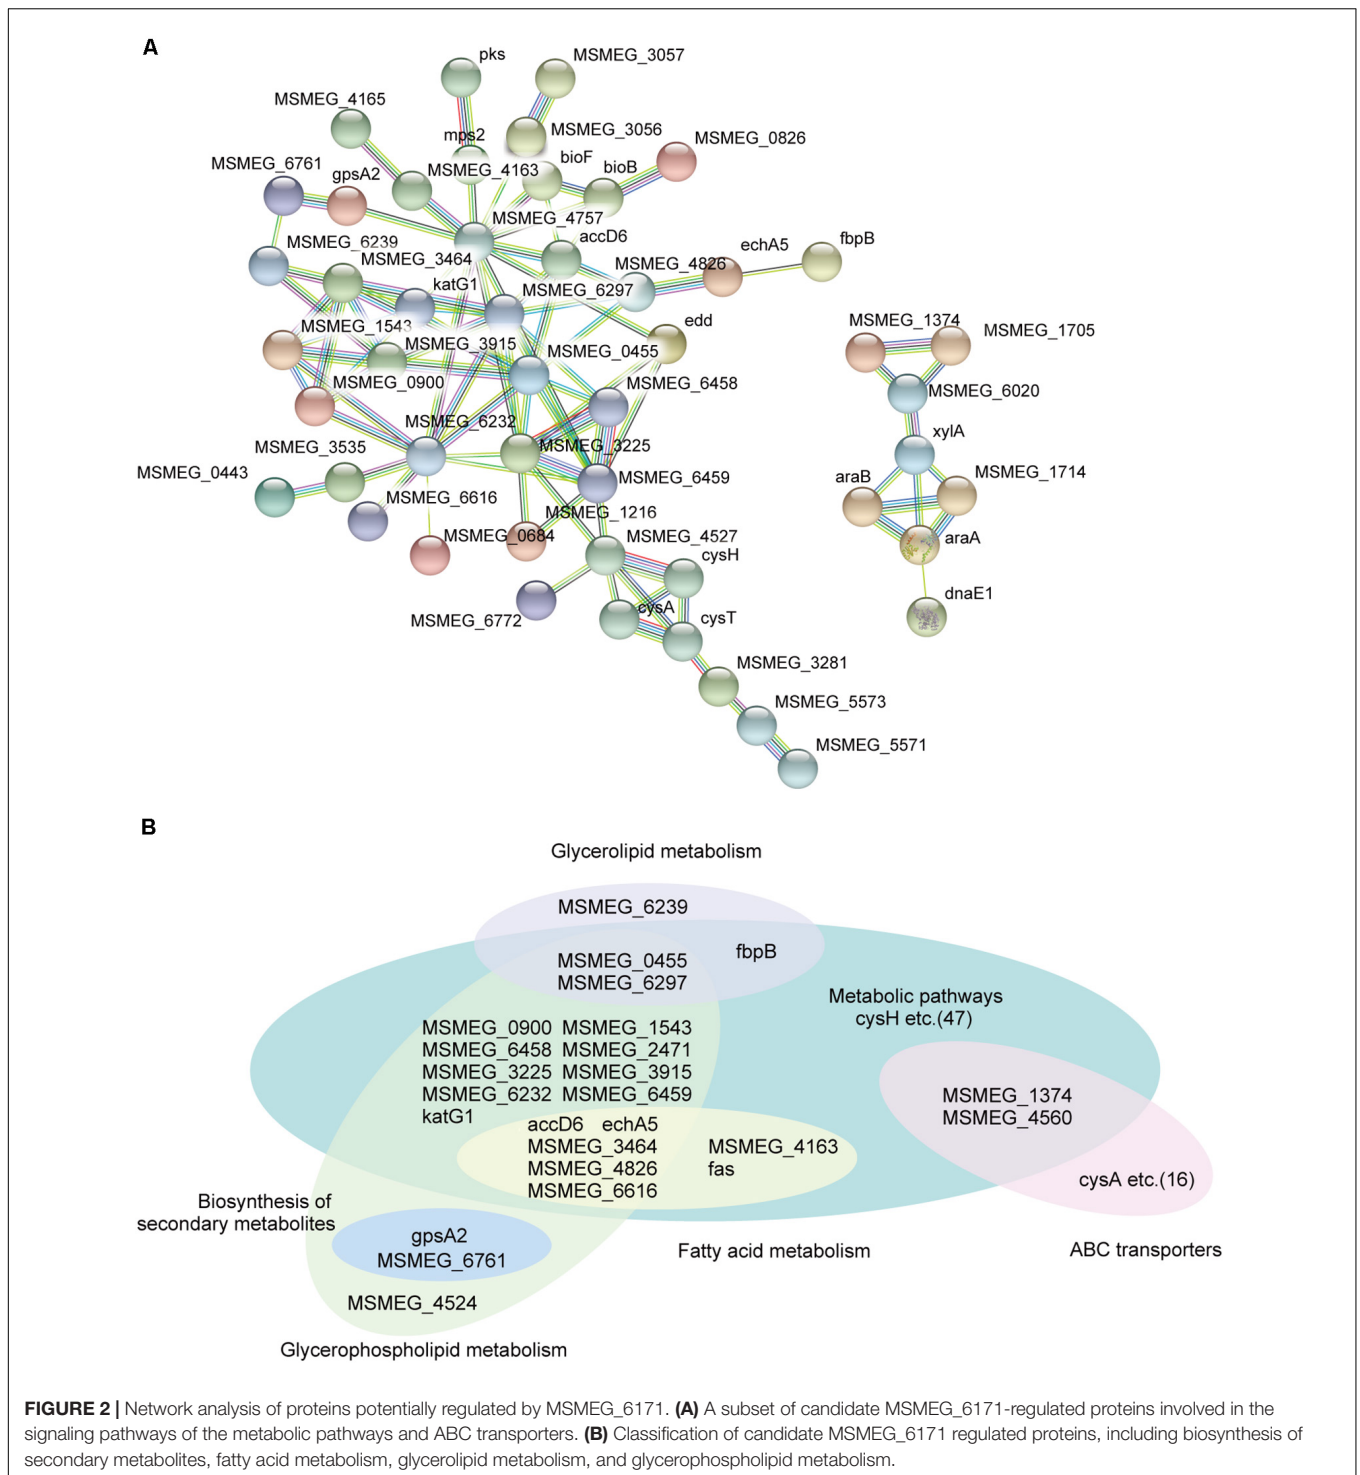 A
pks
MSMEG_3057
MSMEG_4165
mps2
MSMEG_3056
MSMEG_0826
MSMEG_6761
gpsA2
MSMEG_4163
bioF
bioB
MSMEG_4757
MSMEG_6239
accD6
echA5
fbpB
MSMEG_3464
MSMEG_4826
katG1
MSMEG_6297
MSMEG_1543
edd
MSMEG_1374
MSMEG_1705
MSMEG_3915
MSMEG_0455
MSMEG_0900
MSMEG_6458
MSMEG_6020
MSMEG_6232
xylA
MSMEG_3535
MSMEG_3225
MSMEG_0443
MSMEG_6459
araB
MSMEG_1714
MSMEG_6616
MSMEG_1216
MSMEG_0684
MSMEG_4527
araA
cysH
dnaE1
MSMEG_6772
cysA
cysT
MSMEG_3281
MSMEG_5573
MSMEG_5571
B
Glycerolipid metabolism
MSMEG_6239
fbpB
MSMEG_0455
MSMEG_6297
Metabolic pathways
cysH etc.(47)
MSMEG_0900 MSMEG_1543
MSMEG_6458 MSMEG_2471
MSMEG_3225 MSMEG_3915
MSMEG_6232 MSMEG_6459
katG1
MSMEG_1374
MSMEG_4560
accD6 echA5
MSMEG_3464 MSMEG_4163
MSMEG_4826 fas
MSMEG_6616
cysA etc.(16)
Biosynthesis of
secondary metabolites
gpsA2
MSMEG_6761
Fatty acid metabolism
ABC transporters
MSMEG_4524
Glycerophospholipid metabolism
FIGURE 2 | Network analysis of proteins potentially regulated by MSMEG_6171. (A) A subset of candidate MSMEG_6171-regulated proteins involved in the
signaling pathways of the metabolic pathways and ABC transporters. (B) Classification of candidate MSMEG_6171 regulated proteins, including biosynthesis of
secondary metabolites, fatty acid metabolism, glycerolipid metabolism, and glycerophospholipid metabolism.